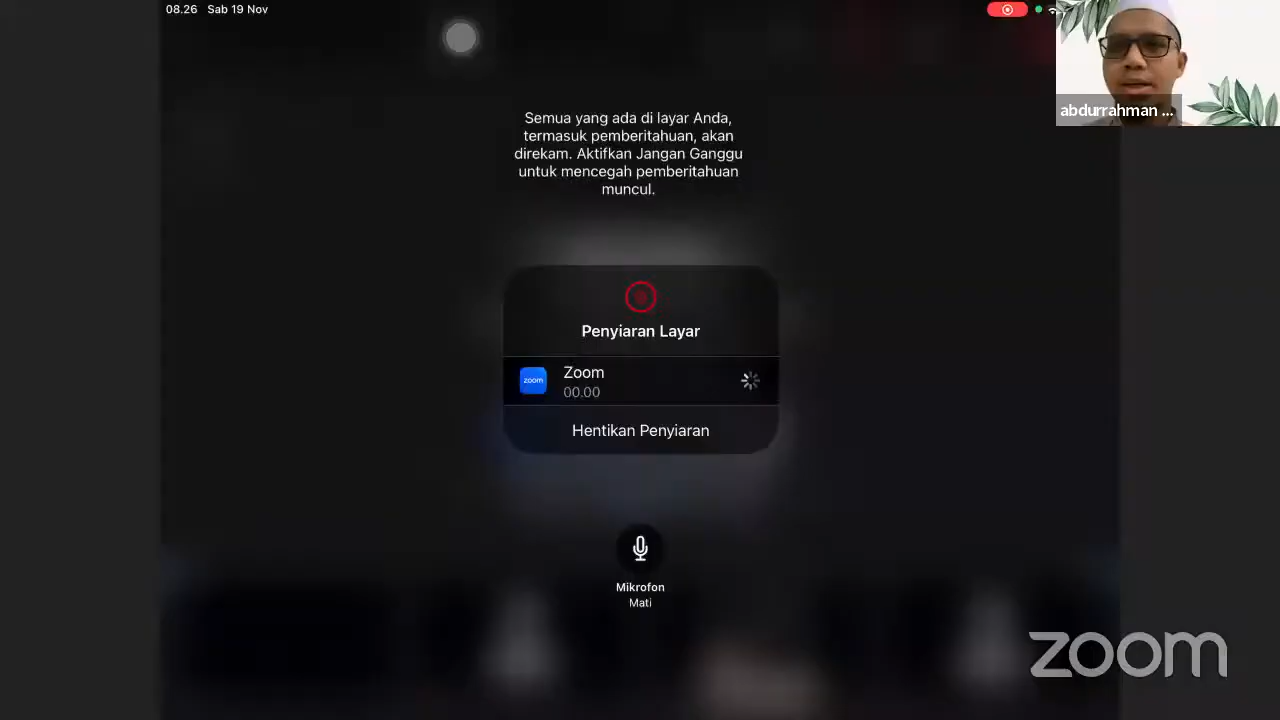 08.26 Sab 19 Nov
abdurrahman ...
Semua yang ada di layar Anda,
termasuk pemberitahuan, akan
direkam. Aktifkan Jangan Ganggu
untuk mencegah pemberitahuan
muncul.
Penyiaran Layar
zoom
Zoom
00.00
Hentikan Penyiaran
Mikrofon
Mati
zoom